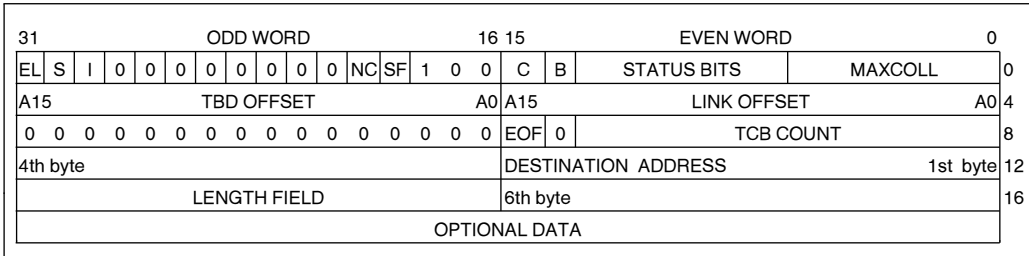 31 ODD WORD 16 15 EVEN WORD 0
EL S I 0 0 0 0 0 0 0 0 NC SF 1 0 0 C B STATUS BITS MAXCOLL 0
A15 TBD OFFSET A0 A15 LINK OFFSET A0 4
0 0 0 0 0 0 0 0 0 0 0 0 0 0 0 0 EOF 0 TCB COUNT 8
4th byte DESTINATION ADDRESS 1st byte 12
LENGTH FIELD 6th byte 16
OPTIONAL DATA